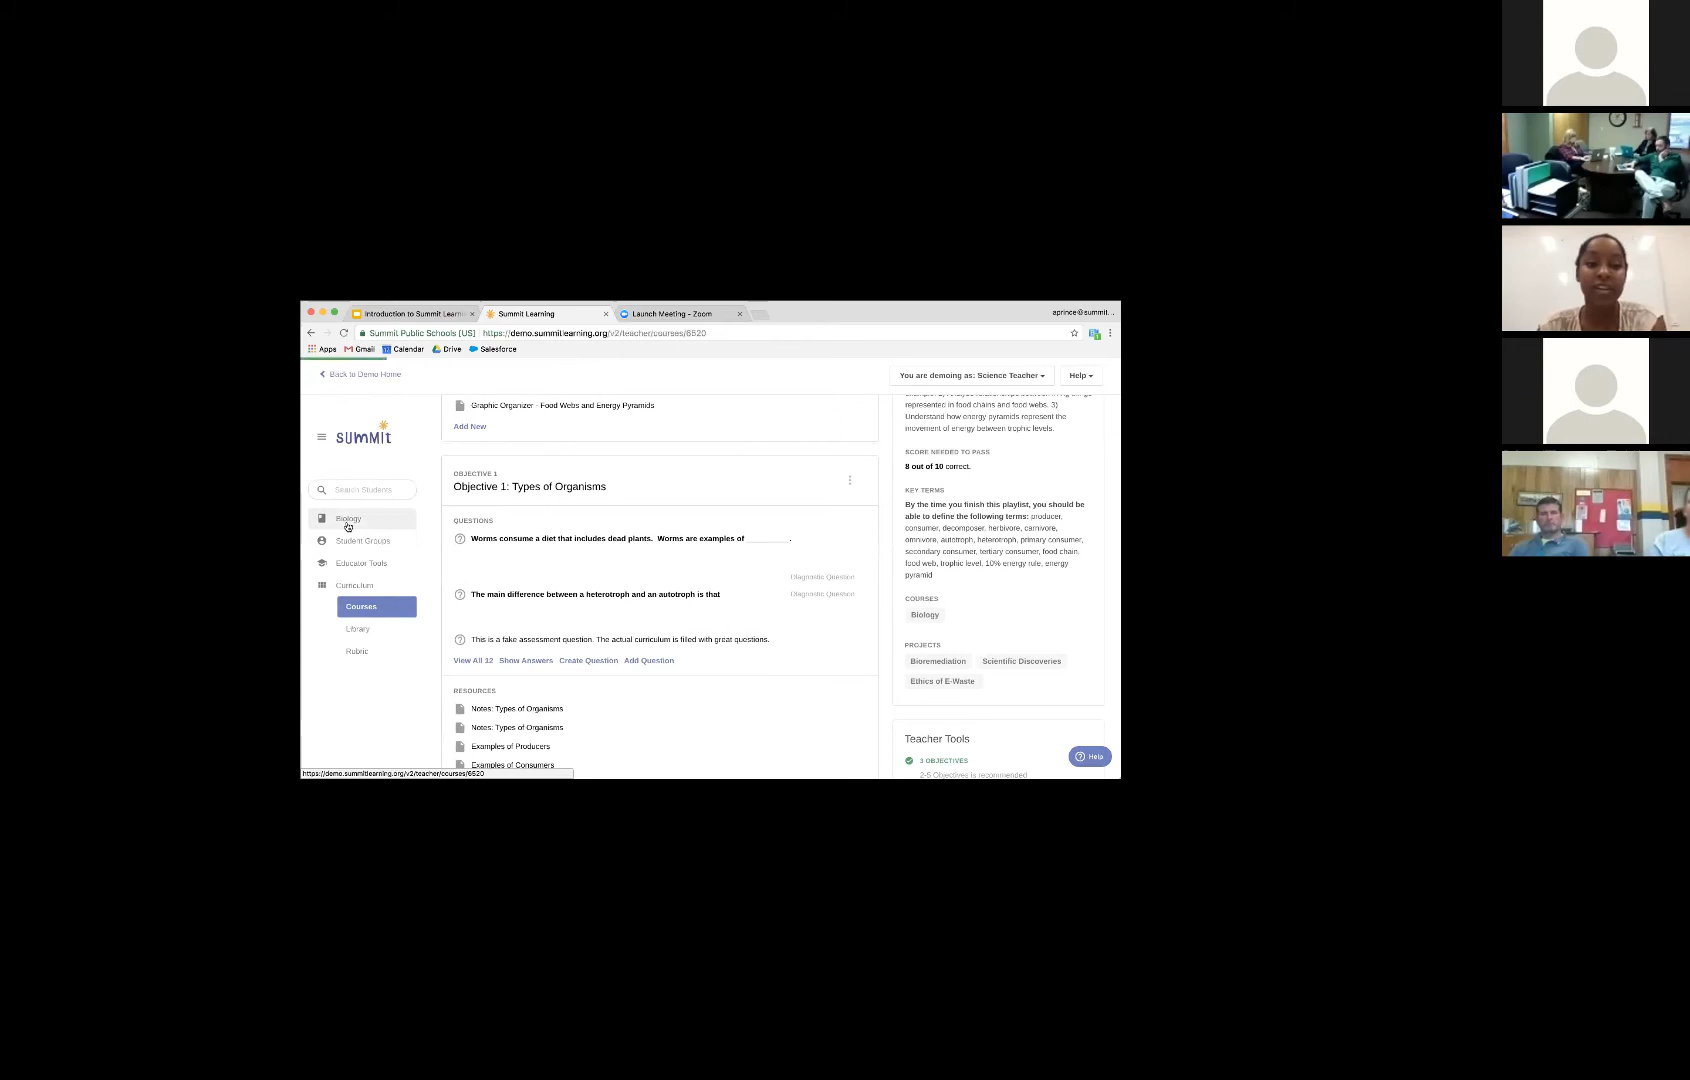 Introduction to Summit Learni
Summit Learning
Launch Meeting - Zoom
aprince@summit...
Summit Public Schools [US]
https://demo.summitlearning.org/v2/teacher/courses/6520
Apps
Gmail
Calendar
Drive
Salesforce
Back to Demo Home
You are demoing as: Science Teacher
Help
summit
Search Students
Biology
Student Groups
Educator Tools
Curriculum
Courses
Library
Rubric
Graphic Organizer - Food Webs and Energy Pyramids
Add New
OBJECTIVE 1
Objective 1: Types of Organisms
QUESTIONS
Worms consume a diet that includes dead plants. Worms are examples of _________.
Diagnostic Question
The main difference between a heterotroph and an autotroph is that
Diagnostic Question
This is a fake assessment question. The actual curriculum is filled with great questions.
View All 12 Show Answers Create Question Add Question
RESOURCES
Notes: Types of Organisms
Notes: Types of Organisms
Examples of Producers
Examples of Consumers
represented in food chains and food webs. 3)
Understand how energy pyramids represent the
movement of energy between trophic levels.
SCORE NEEDED TO PASS
8 out of 10 correct.
KEY TERMS
By the time you finish this playlist, you should be
able to define the following terms: producer,
consumer, decomposer, herbivore, carnivore,
omnivore, autotroph, heterotroph, primary consumer,
secondary consumer, tertiary consumer, food chain,
food web, trophic level, 10% energy rule, energy
pyramid
COURSES
Biology
PROJECTS
Bioremediation
Scientific Discoveries
Ethics of E-Waste
Teacher Tools
3 OBJECTIVES
2-5 Objectives is recommended
Help
https://demo.summitlearning.org/v2/teacher/courses/6520